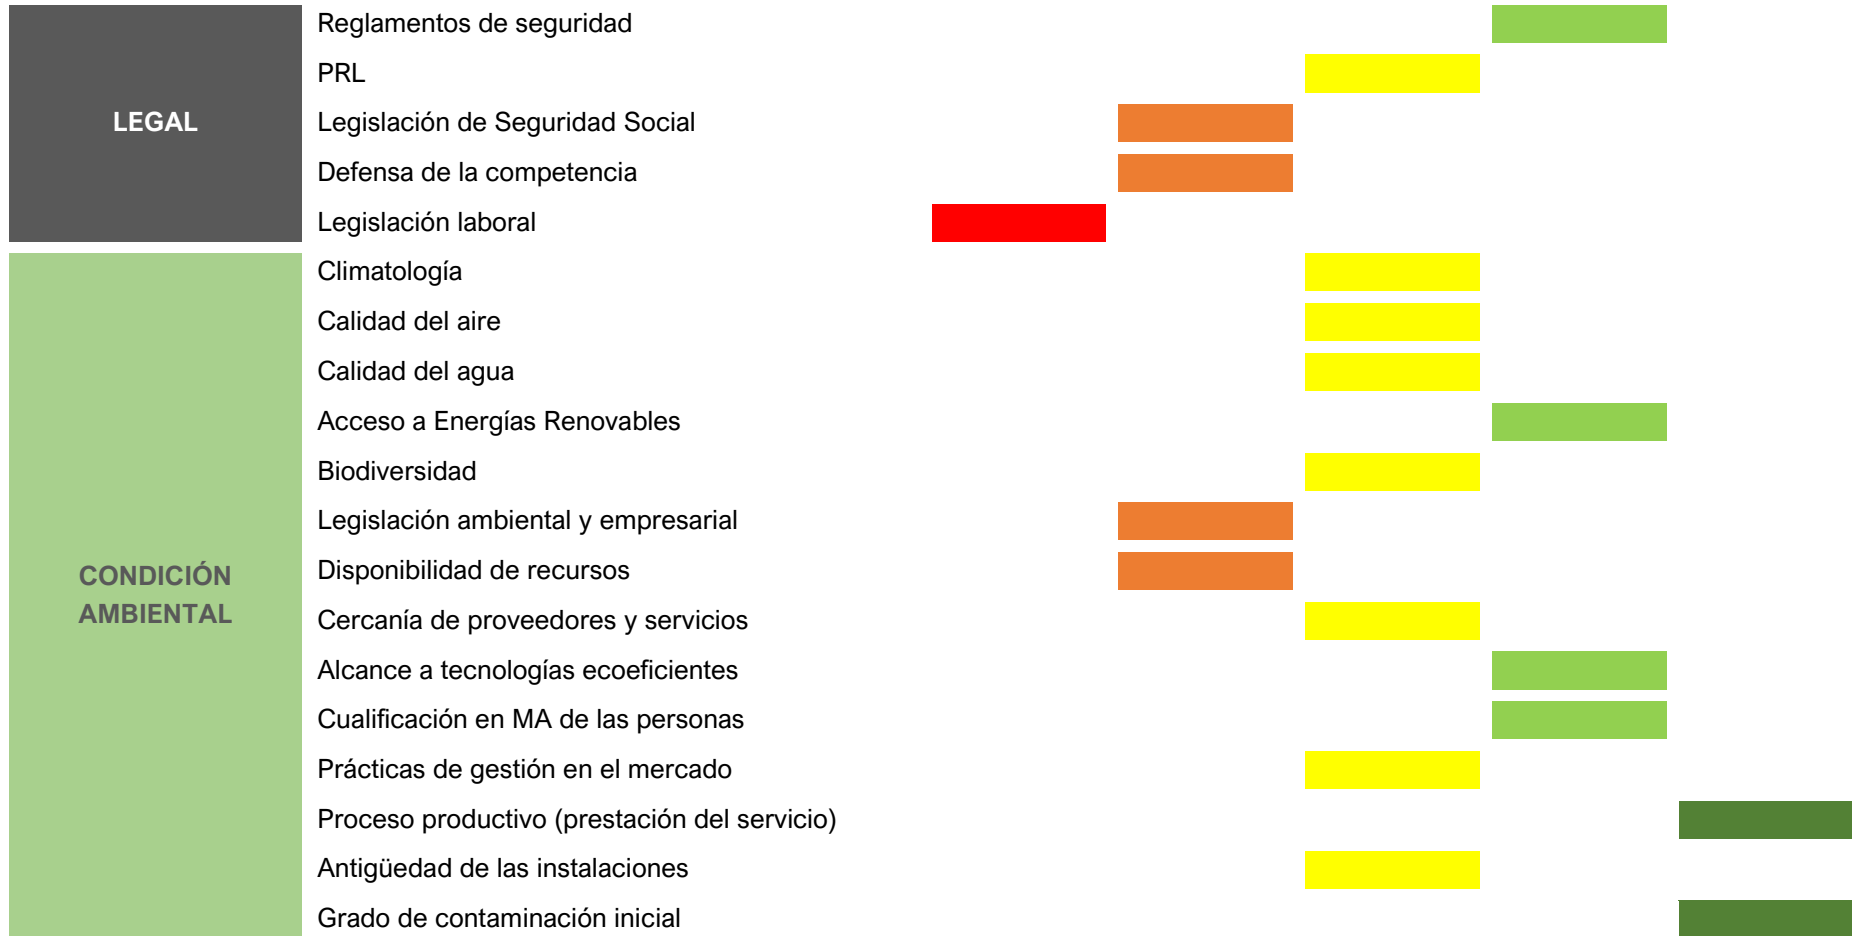 LEGAL
Reglamentos de seguridad
PRL
Legislación de Seguridad Social
Defensa de la competencia
Legislación laboral
CONDICIÓN
AMBIENTAL
Climatología
Calidad del aire
Calidad del agua
Acceso a Energías Renovables
Biodiversidad
Legislación ambiental y empresarial
Disponibilidad de recursos
Cercanía de proveedores y servicios
Alcance a tecnologías ecoeficientes
Cualificación en MA de las personas
Prácticas de gestión en el mercado
Proceso productivo (prestación del servicio)
Antigüedad de las instalaciones
Grado de contaminación inicial